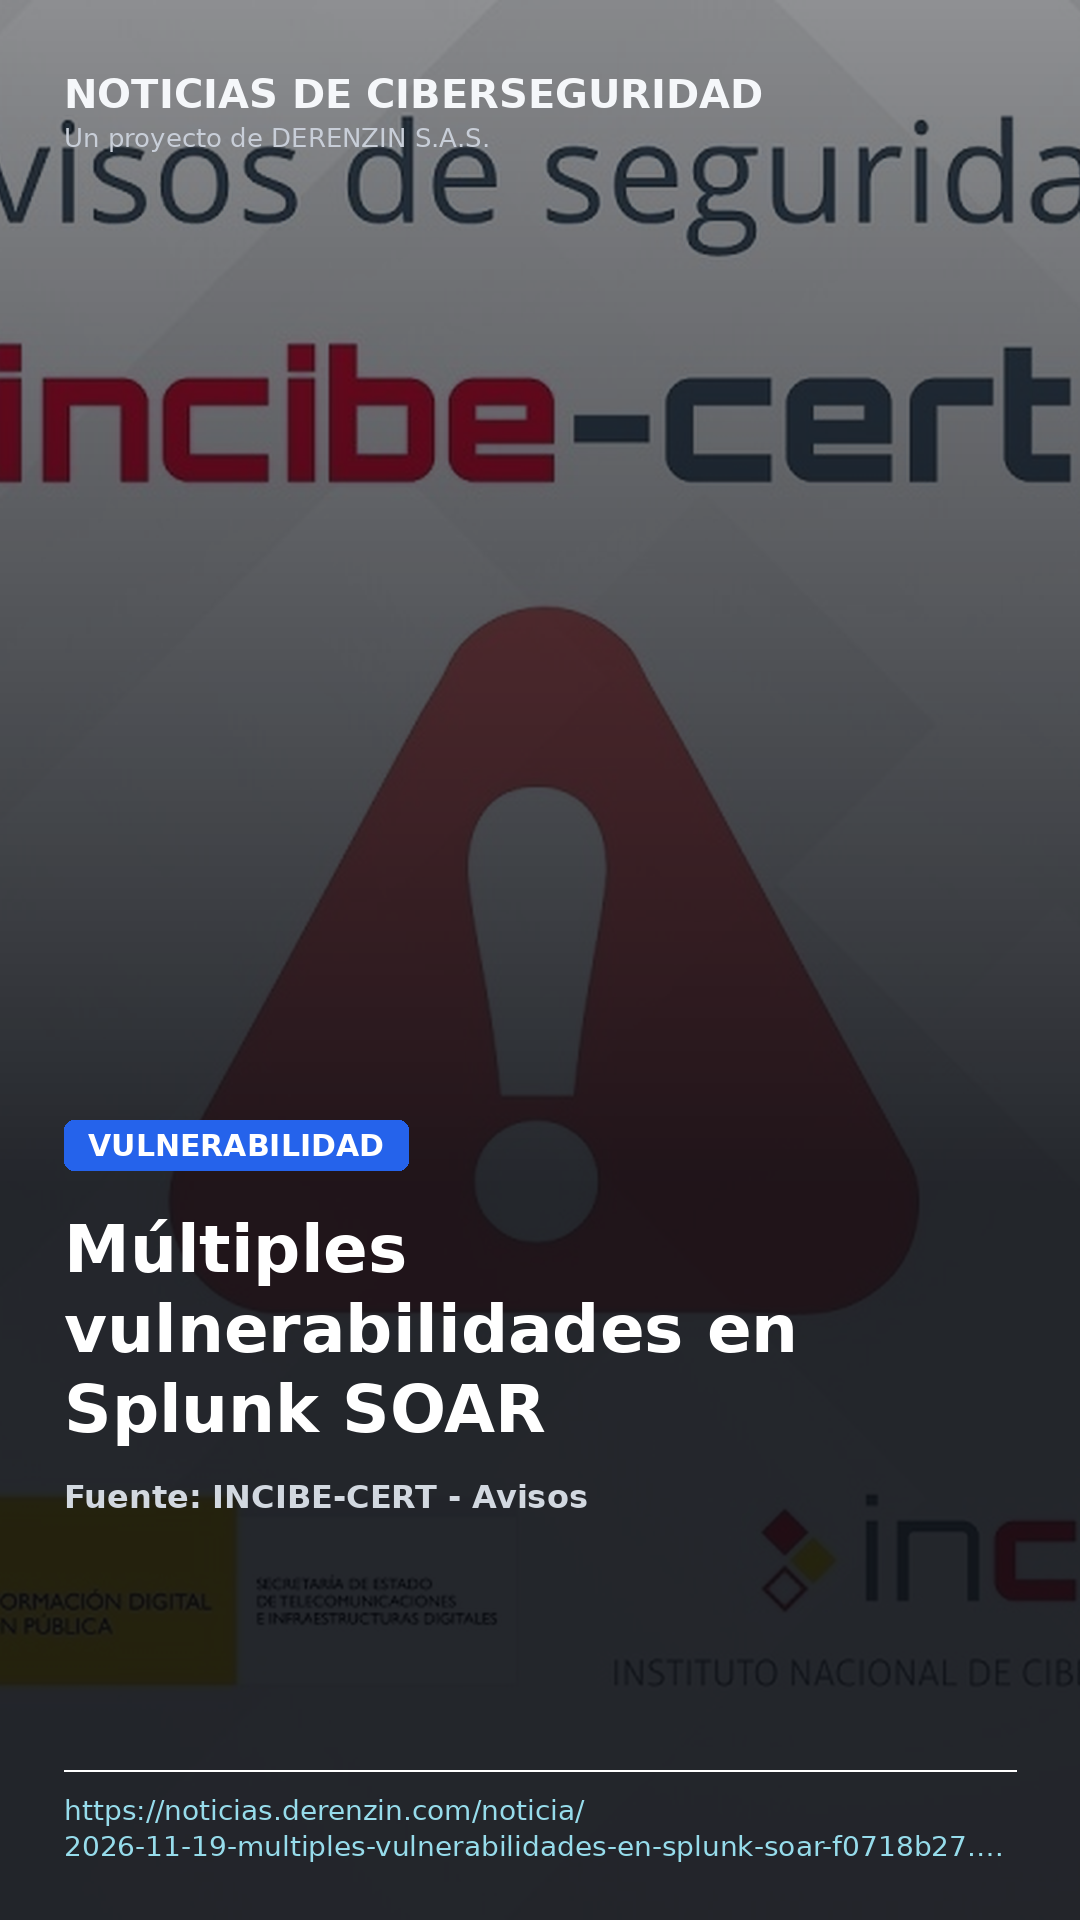 NOTICIAS DE CIBERSEGURIDAD
Un proyecto de DERENZIN S.A.S.
visos de segurida
incibe-cert
VULNERABILIDAD
Múltiples
vulnerabilidades en
Splunk SOAR
Fuente: INCIBE-CERT - Avisos
ORMACIÓN DIGITAL
N PÚBLICA
SECRETARÍA DE ESTADO
DE TELECOMUNICACIONES
E INFRAESTRUCTURAS DIGITALES
inc
INSTITUTO NACIONAL DE CIB
https://noticias.derenzin.com/noticia/
2026-11-19-multiples-vulnerabilidades-en-splunk-soar-f0718b27....